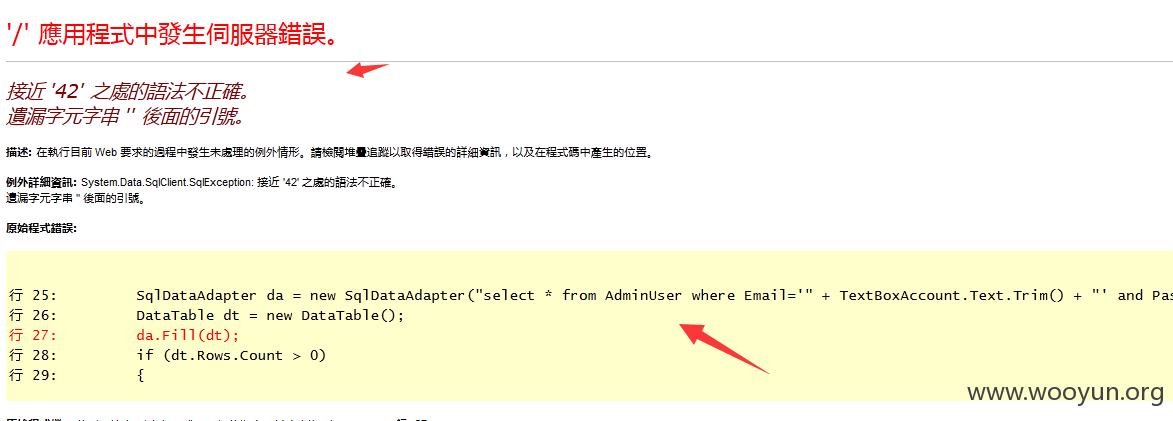 '/' 應用程式中發生伺服器錯誤。
接近 '42' 之處的語法不正確。
遺漏字元字串 '' 後面的引號。
描述: 在執行目前 Web 要求的過程中發生未處理的例外情形。請檢閱堆疊追蹤以取得錯誤的詳細資訊，以及在程式碼中產生的位置。
例外詳細資訊: System.Data.SqlClient.SqlException: 接近 '42' 之處的語法不正確。
遺漏字元字串 '' 後面的引號。
原始程式錯誤:
行 25: SqlDataAdapter da = new SqlDataAdapter("select * from AdminUser where Email='" + TextBoxAccount.Text.Trim() + "' and Pas
行 26: DataTable dt = new DataTable();
行 27: da.Fill(dt);
行 28: if (dt.Rows.Count > 0)
行 29: {
www.wooyun.org